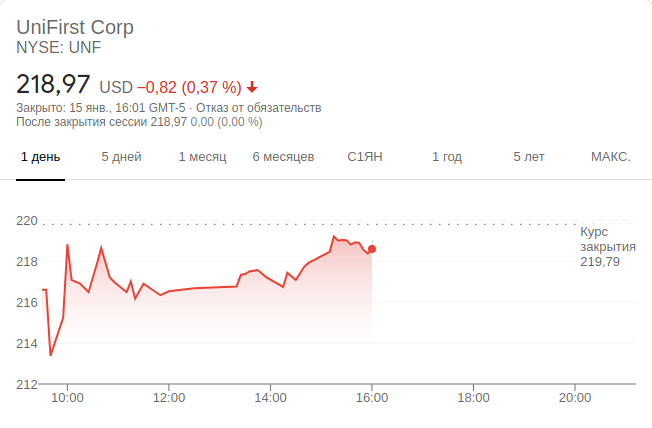 UniFirst Corp
NYSE: UNF
218,97 USD −0,82 (0,37 %)
Закрыто: 15 янв., 16:01 GMT-5 · Отказ от обязательств
После закрытия сессии 218,97 0,00 (0,00 %)
1 день 5 дней 1 месяц 6 месяцев С1ЯН 1 год 5 лет МАКС.
220
Курс
закрытия
219,79
218
216
214
212
10:00 12:00 14:00 16:00 18:00 20:00